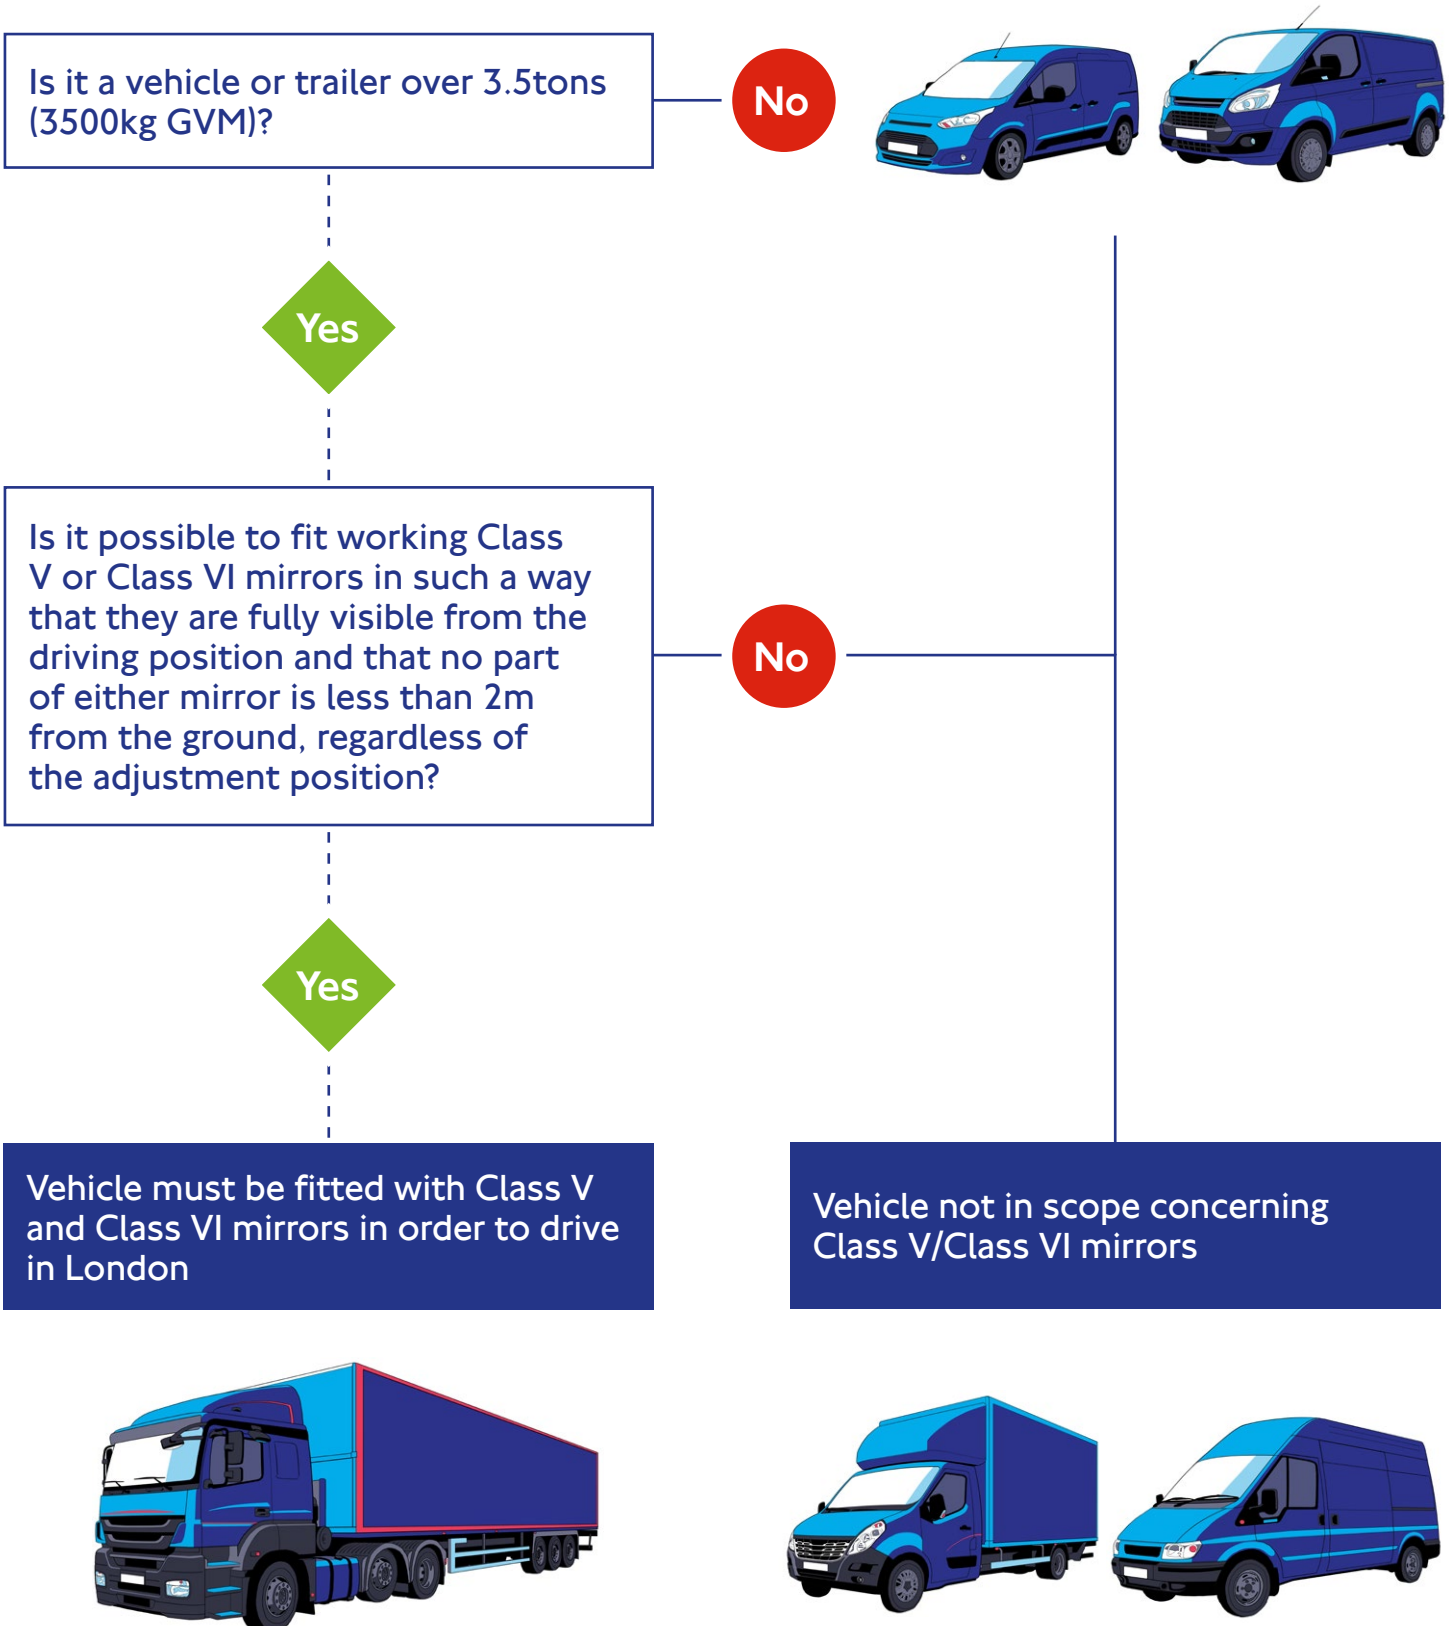 Is it a vehicle or trailer over 3.5tons
(3500kg GVM)?
No
Yes
Is it possible to fit working Class
V or Class VI mirrors in such a way
that they are fully visible from the
driving position and that no part
of either mirror is less than 2m
from the ground, regardless of
the adjustment position?
No
Yes
Vehicle must be fitted with Class V
and Class VI mirrors in order to drive
in London
Vehicle not in scope concerning
Class V/Class VI mirrors